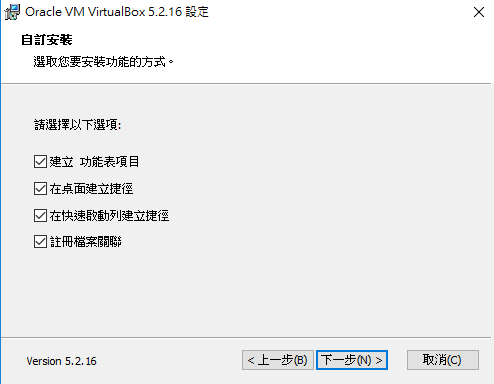 Oracle VM VirtualBox 5.2.16 設定
自訂安裝
選取您要安裝功能的方式。
請選擇以下選項:
建立 功能表項目
在桌面建立捷徑
在快速啟動列建立捷徑
註冊檔案關聯
Version 5.2.16
< 上一步(B)
下一步(N) >
取消(C)